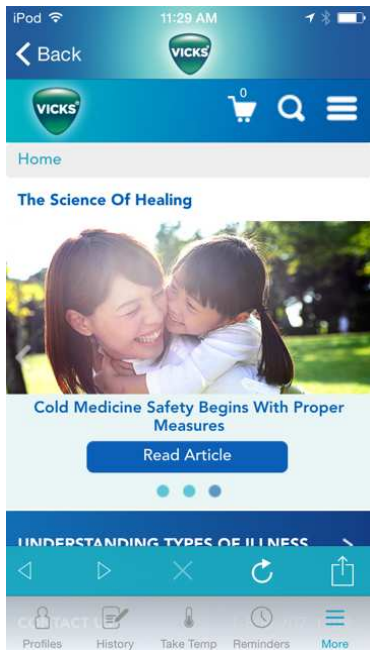 iPod 11:29 AM
Back
VICKS
VICKS
0
Home
The Science Of Healing
Cold Medicine Safety Begins With Proper
Measures
Read Article
UNDERSTANDING TYPES OF ILLNESS
CONTACT
Profiles History Take Temp Reminders More